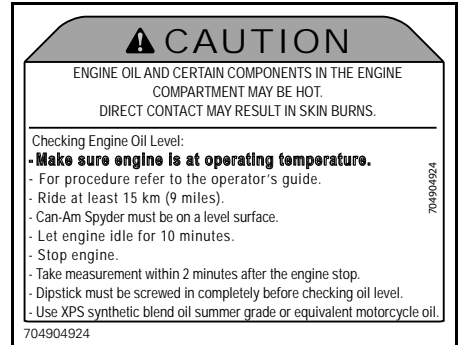 CAUTION
ENGINE OIL AND CERTAIN COMPONENTS IN THE ENGINE
COMPARTMENT MAY BE HOT.
DIRECT CONTACT MAY RESULT IN SKIN BURNS.
Checking Engine Oil Level:
- Make sure engine is at operating temperature.
- For procedure refer to the operator's guide.
- Ride at least 15 km (9 miles).
- Can-Am Spyder must be on a level surface.
- Let engine idle for 10 minutes.
- Stop engine.
- Take measurement within 2 minutes after the engine stop.
- Dipstick must be screwed in completely before checking oil level.
- Use XPS synthetic blend oil summer grade or equivalent motorcycle oil.
704904924
704904924